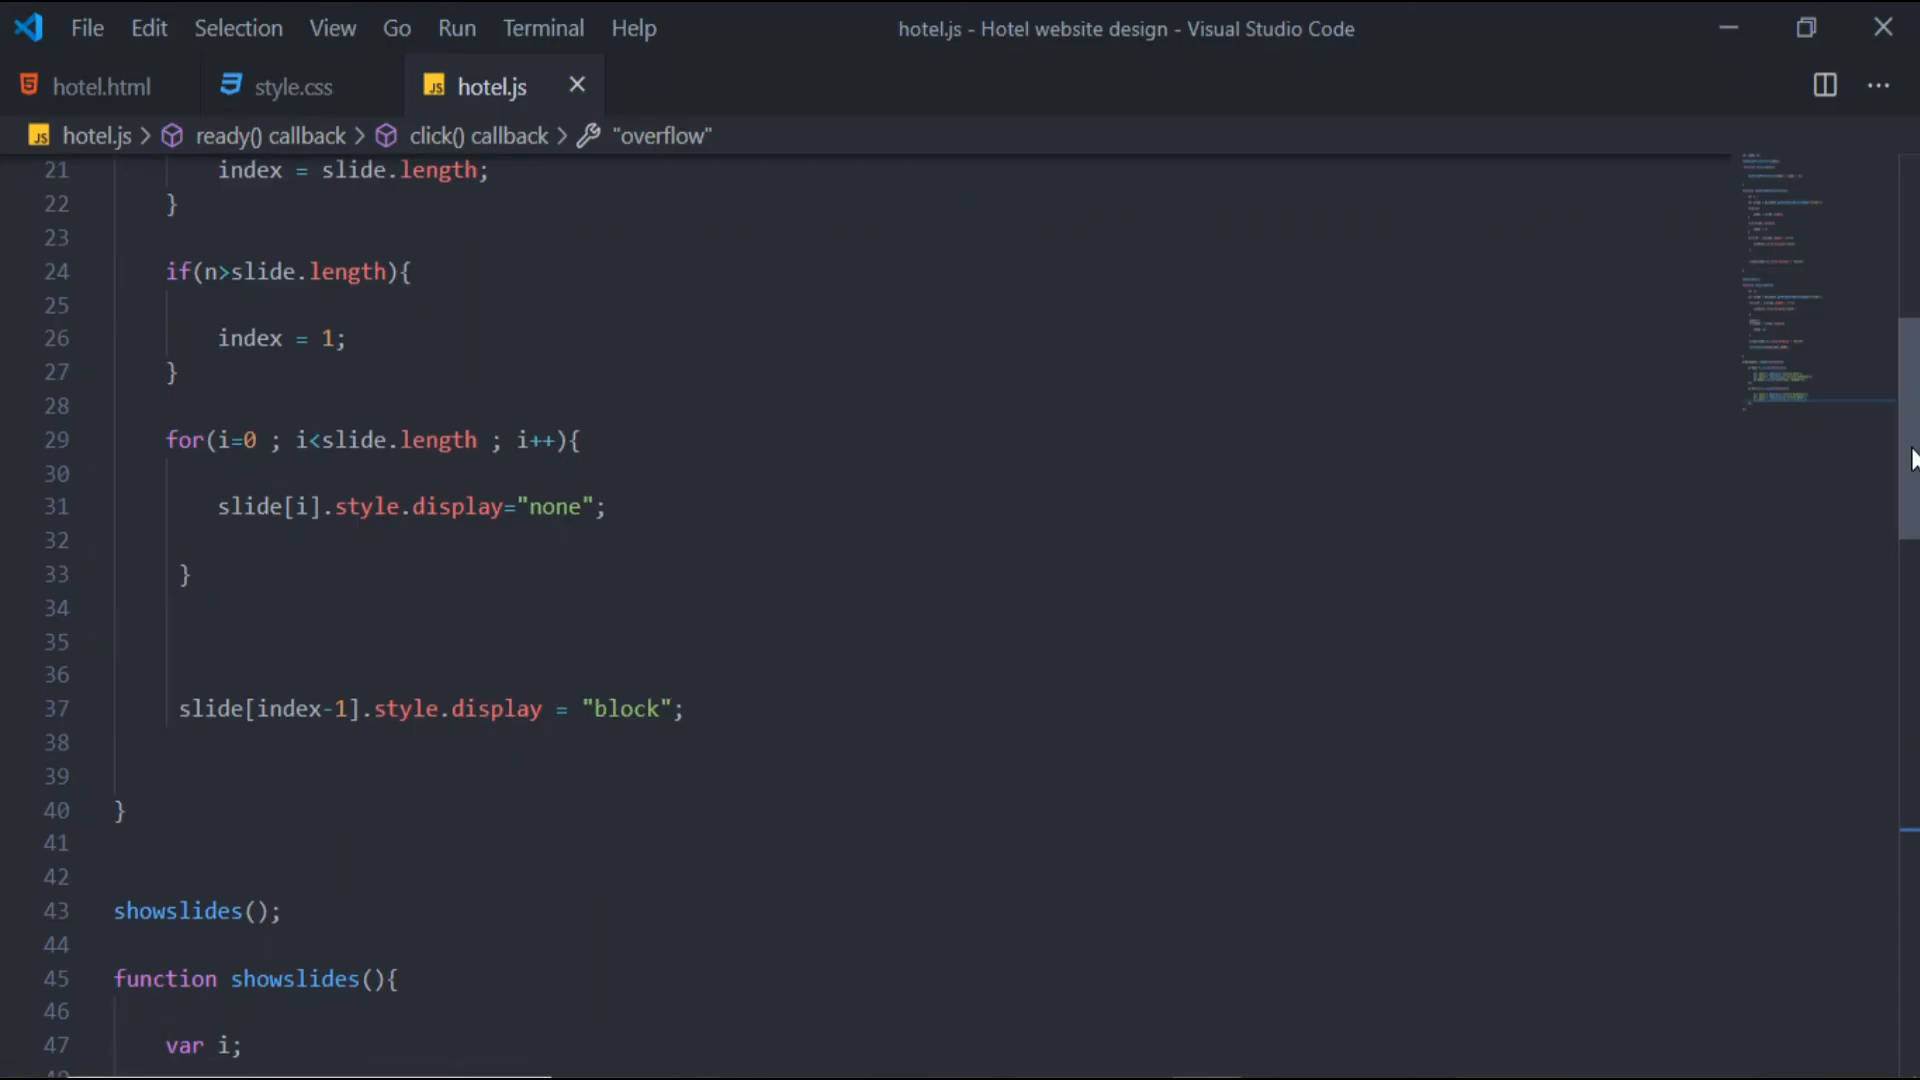 File Edit Selection View Go Run Terminal Help hotel.js - Hotel website design - Visual Studio Code
hotel.html style.css JS hotel.js
JS hotel.js > ready() callback > click() callback > "overflow"
21 index = slide.length;
22 }
23
24 if(n>slide.length){
25
26 index = 1;
27 }
28
29 for(i=0 ; i<slide.length ; i++){
30
31 slide[i].style.display="none";
32
33 }
34
35
36
37 slide[index-1].style.display = "block";
38
39
40 }
41
42
43 showslides();
44
45 function showslides(){
46
47 var i;